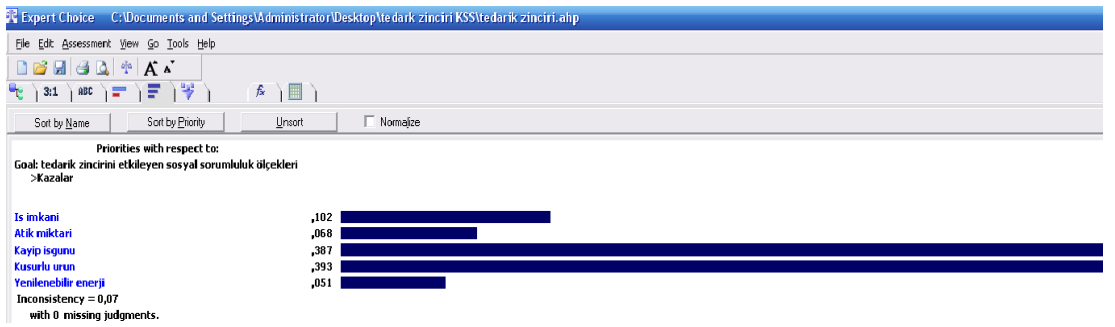 Expert Choice C:\Documents and Settings\Administrator\Desktop\tedark zinciri KSS\tedarik zinciri.ahp
File Edit Assessment View Go Tools Help
A A
3:1 ABC fx
Sort by Name Sort by Priority Unsort Normalize
Priorities with respect to:
Goal: tedarik zincirini etkileyen sosyal sorumluluk ölçekleri
>Kazalar
Is imkani ,102
Atik miktari ,068
Kayip isgunu ,387
Kusurlu urun ,393
Yenilenebilir enerji ,051
Inconsistency = 0,07
with 0 missing judgments.